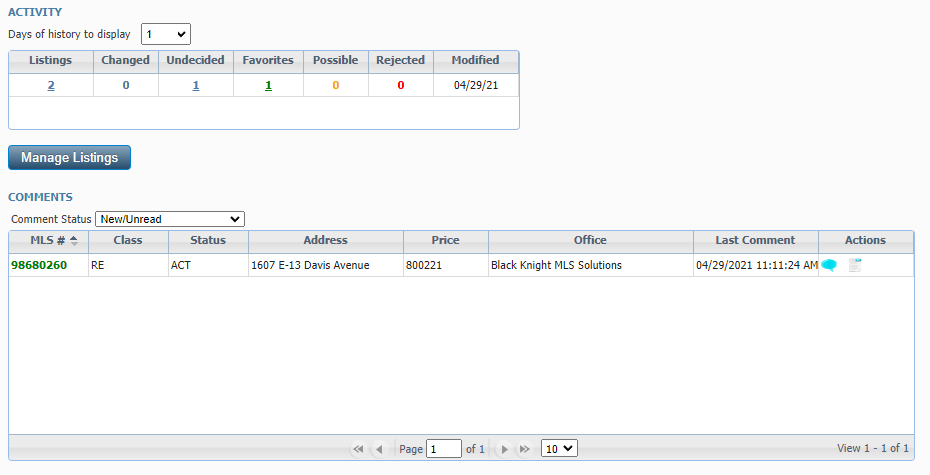 ACTIVITY
Days of history to display 1
Listings Changed Undecided Favorites Possible Rejected Modified
2 0 1 1 0 0 04/29/21
Manage Listings
COMMENTS
Comment Status New/Unread
MLS # Class Status Address Price Office Last Comment Actions
98680260 RE ACT 1607 E-13 Davis Avenue 800221 Black Knight MLS Solutions 04/29/2021 11:11:24 AM
Page 1 of 1 10 View 1 - 1 of 1